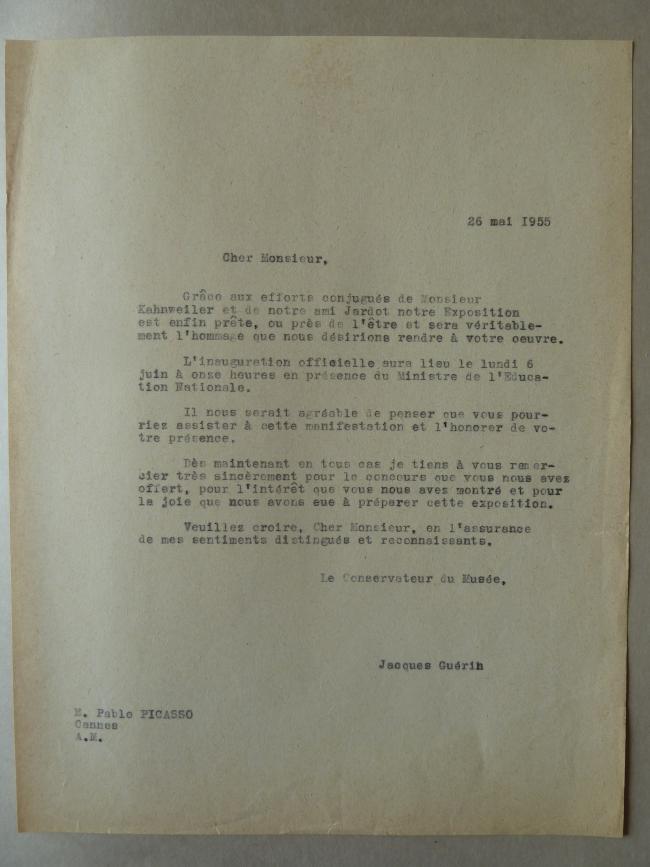 26 mai 1955
Cher Monsieur,
Grâce aux efforts conjugués de Monsieur
Kahnweiler et de notre ami Jardot notre Exposition
est enfin prête, ou près de l'être et sera véritable-
ment l'hommage que nous désirions rendre à votre oeuvre.
L'inauguration officielle aura lieu le lundi 6
juin à onze heures en présence du Ministre de l'Educa-
tion Nationale.
Il nous serait agréable de penser que vous pour-
riez assister à cette manifestation et l'honorer de vo-
tre présence.
Dès maintenant en tous cas je tiens à vous remer-
cier très sincèrement pour le concours que vous nous avez
offert, pour l'intérêt que vous nous avez montré et pour
la joie que nous avons eue à préparer cette exposition.
Veuillez croire, Cher Monsieur, en l'assurance
de mes sentiments distingués et reconnaissants.
Le Conservateur du Musée,
Jacques Guérin
M. Pablo PICASSO
Cannes
A.M.